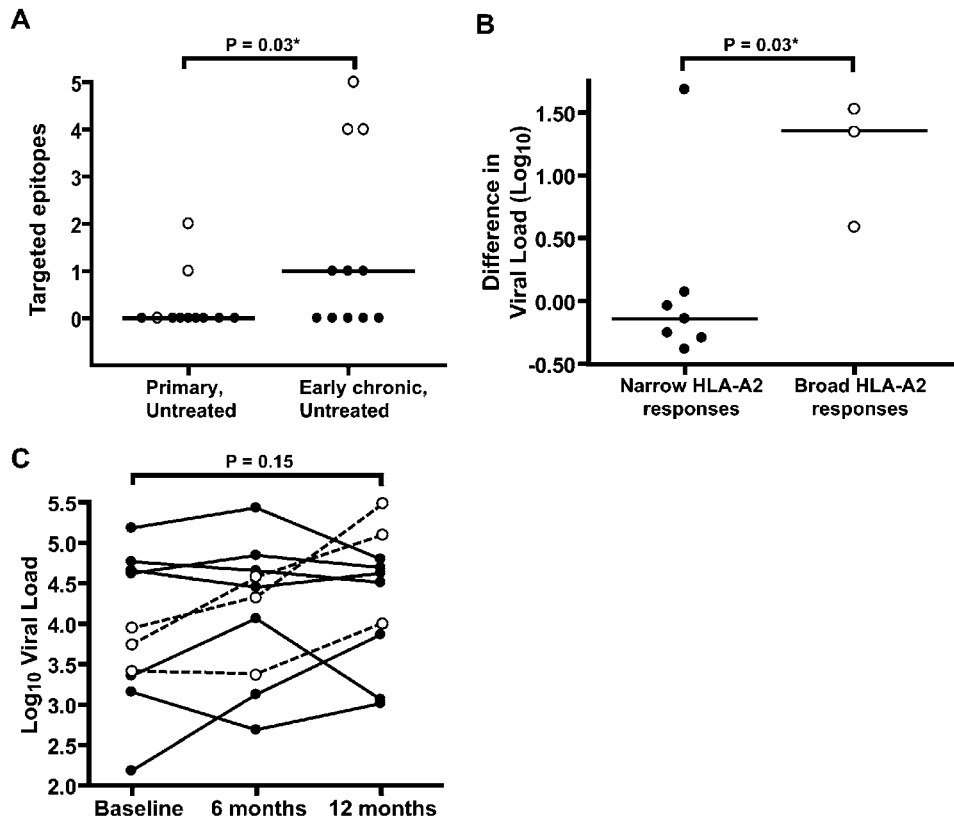 A
P = 0.03*
Targeted epitopes
5
4
3
2
1
0
Primary,
Untreated
Early chronic,
Untreated
B
P = 0.03*
Difference in
Viral Load (Log10)
1.50
1.00
0.50
0.00
-0.50
Narrow HLA-A2
responses
Broad HLA-A2
responses
C
P = 0.15
Log10 Viral Load
5.5
5.0
4.5
4.0
3.5
3.0
2.5
2.0
Baseline
6 months
12 months